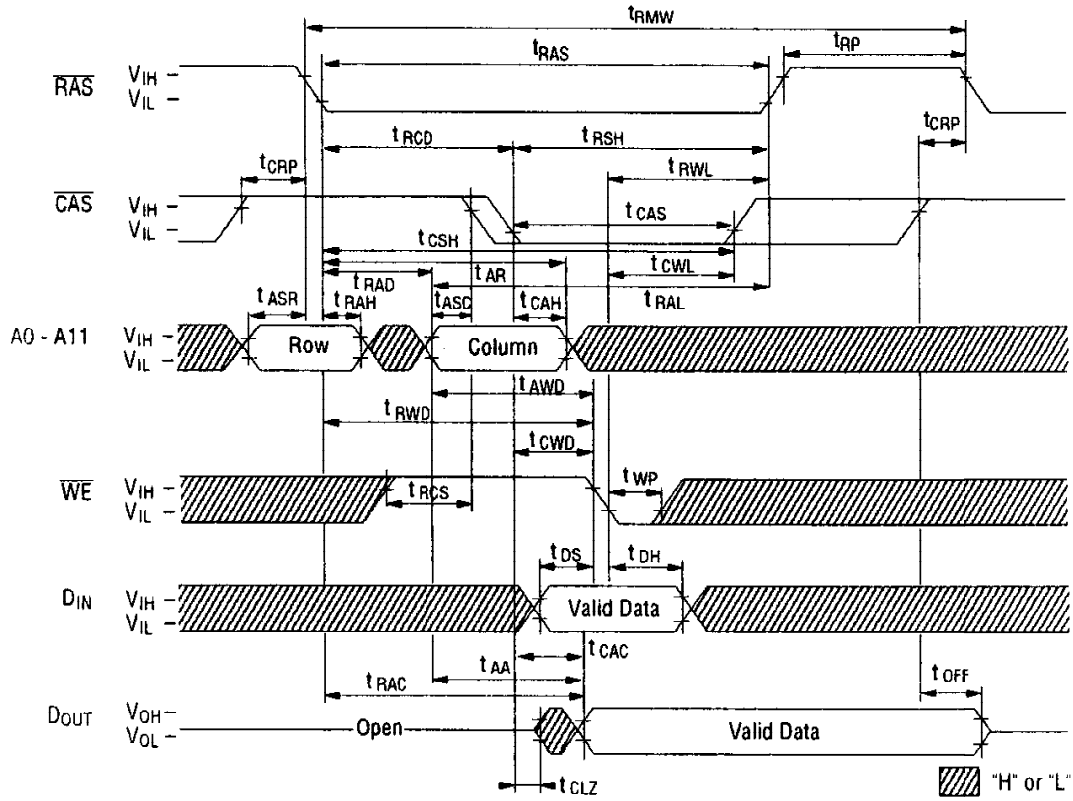 tRMW
tRP
tRAS
RAS VIH VIL
tRCD tRSH tCRP
tCRP tRWL
CAS VIH VIL tCAS
tCSH
tAR tCWL
tRAD tRAL
tASR tRAH tASC tCAH
A0 - A11 VIH VIL Row Column
tAWD
tRWD
tCWD
WE VIH VIL tRCS tWP
tDS tDH
DIN VIH VIL Valid Data
tCAC
tAA
tRAC tOFF
DOUT VOH VOL Open Valid Data
tCLZ "H" or "L"